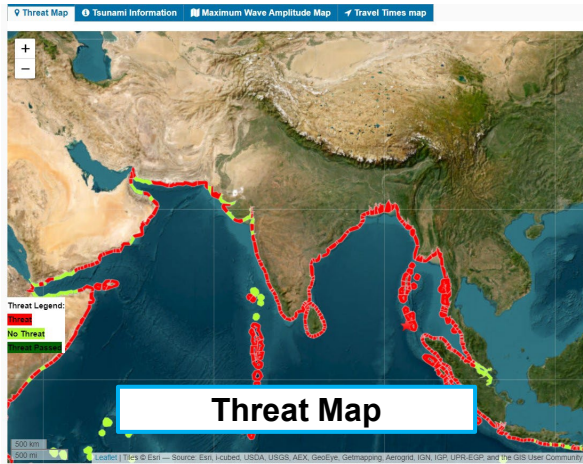 Threat Map Tsunami Information Maximum Wave Amplitude Map Travel Times map
+
−
Threat Legend:
Threat
No Threat
Threat Passed
Threat Map
500 km
500 mi
Leaflet | Tiles © Esri — Source: Esri, i-cubed, USDA, USGS, AEX, GeoEye, Getmapping, Aerogrid, IGN, IGP, UPR-EGP, and the GIS User Community